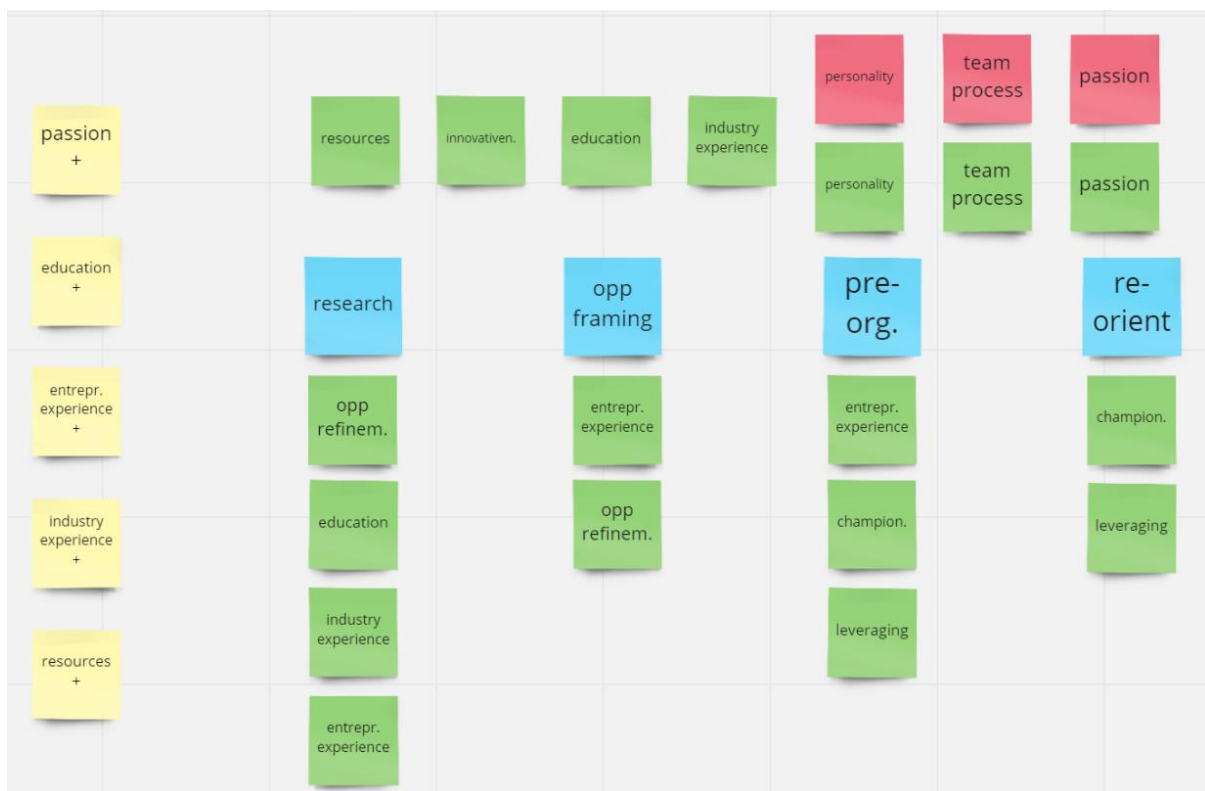 personality
team
process
passion
passion
+
resources
innovativen.
education
industry
experience
personality
team
process
passion
education
+
research
opp
framing
pre-
org.
re-
orient
entrepr.
experience
+
opp
refinem.
entrepr.
experience
entrepr.
experience
champion.
industry
experience
+
education
opp
refinem.
champion.
leveraging
industry
experience
leveraging
resources
+
entrepr.
experience